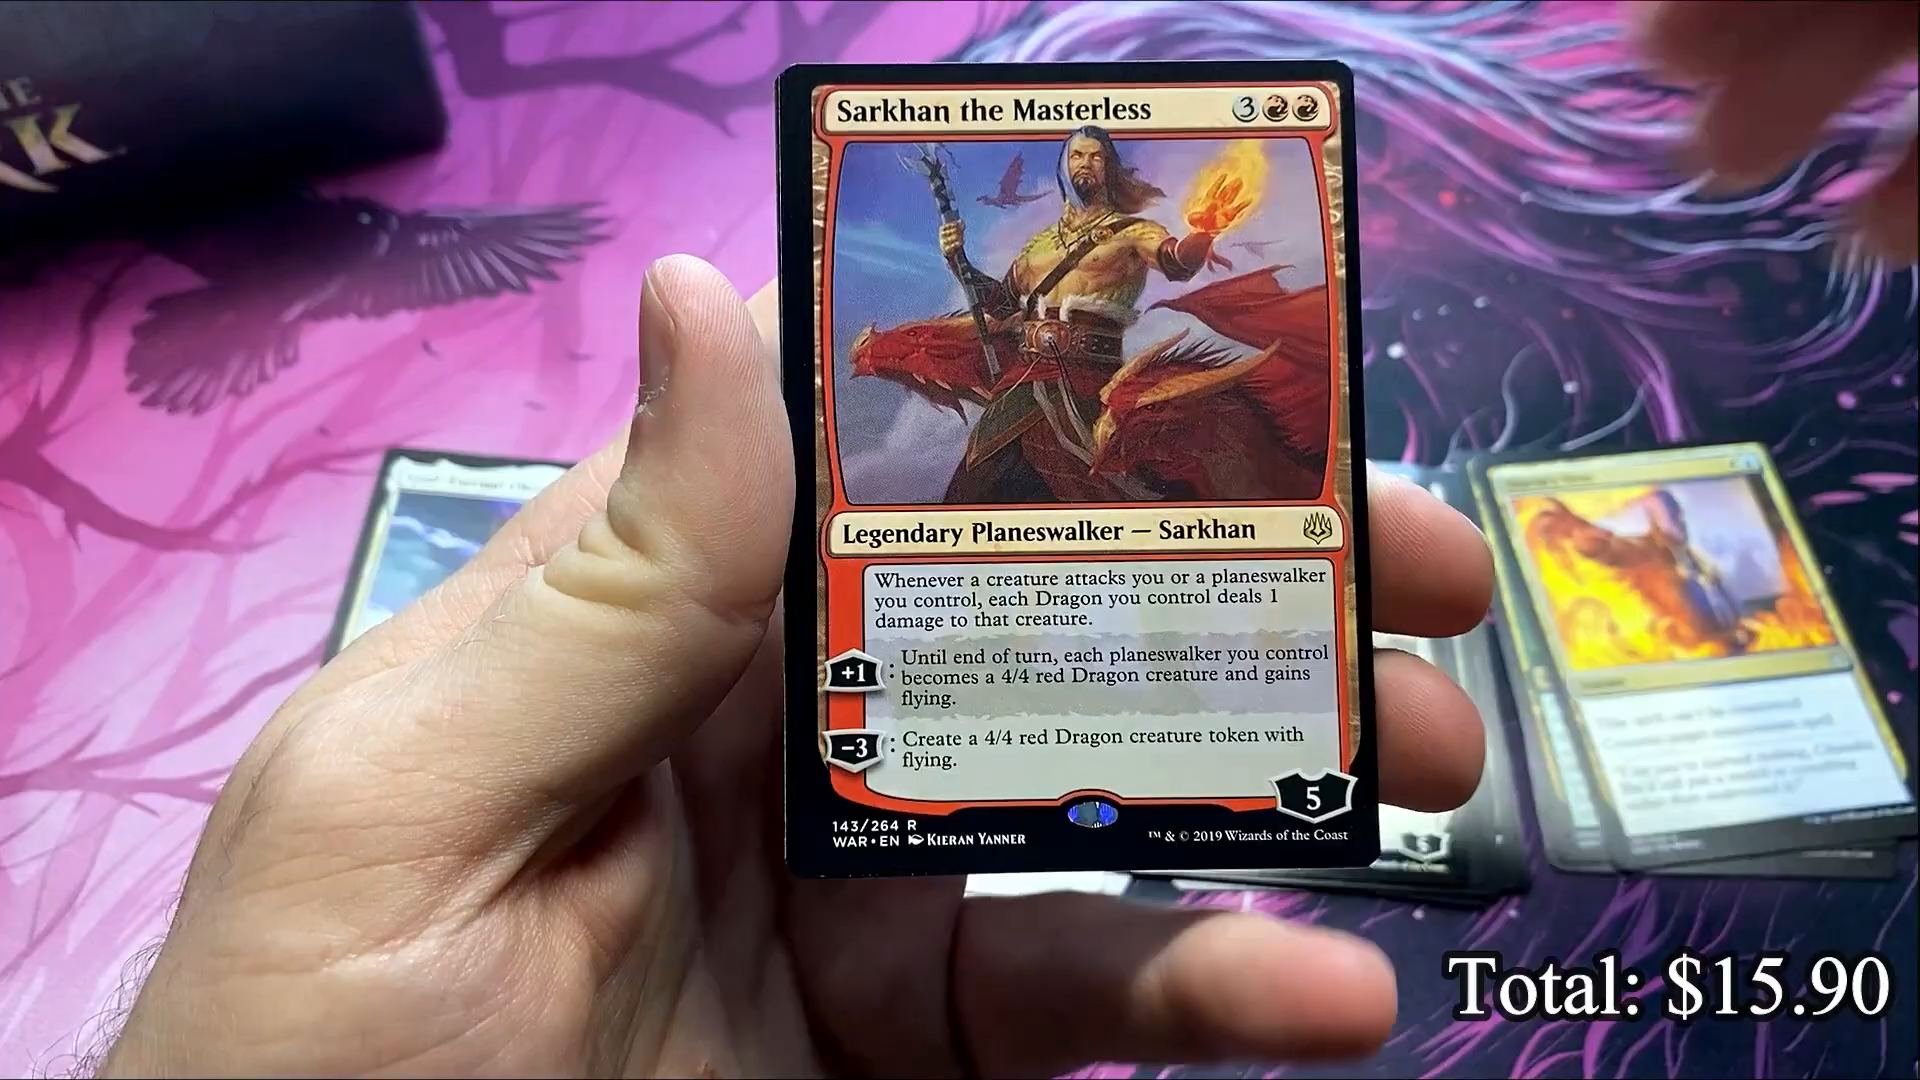 Sarkhan the Masterless 3
Legendary Planeswalker — Sarkhan
Whenever a creature attacks you or a planeswalker
you control, each Dragon you control deals 1
damage to that creature.
+1 : Until end of turn, each planeswalker you control
becomes a 4/4 red Dragon creature and gains
flying.
−3 : Create a 4/4 red Dragon creature token with
flying.
5
143/264 R
WAR • EN KIERAN YANNER
™ & © 2019 Wizards of the Coast
Total: $15.90